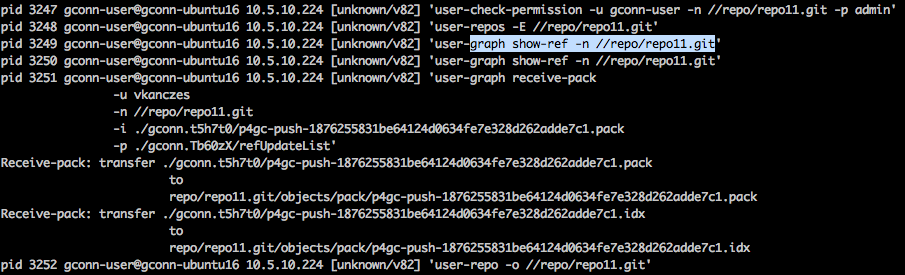 pid 3247 gconn-user@gconn-ubuntu16 10.5.10.224 [unknown/v82] 'user-check-permission -u gconn-user -n //repo/repo11.git -p admin'
pid 3248 gconn-user@gconn-ubuntu16 10.5.10.224 [unknown/v82] 'user-repos -E //repo/repo11.git'
pid 3249 gconn-user@gconn-ubuntu16 10.5.10.224 [unknown/v82] 'user-graph show-ref -n //repo/repo11.git'
pid 3250 gconn-user@gconn-ubuntu16 10.5.10.224 [unknown/v82] 'user-graph show-ref -n //repo/repo11.git'
pid 3251 gconn-user@gconn-ubuntu16 10.5.10.224 [unknown/v82] 'user-graph receive-pack
-u vkanczes
-n //repo/repo11.git
-i ./gconn.t5h7t0/p4gc-push-1876255831be64124d0634fe7e328d262adde7c1.pack
-p ./gconn.Tb60zX/refUpdateList'
Receive-pack: transfer ./gconn.t5h7t0/p4gc-push-1876255831be64124d0634fe7e328d262adde7c1.pack
to
repo/repo11.git/objects/pack/p4gc-push-1876255831be64124d0634fe7e328d262adde7c1.pack
Receive-pack: transfer ./gconn.t5h7t0/p4gc-push-1876255831be64124d0634fe7e328d262adde7c1.idx
to
repo/repo11.git/objects/pack/p4gc-push-1876255831be64124d0634fe7e328d262adde7c1.idx
pid 3252 gconn-user@gconn-ubuntu16 10.5.10.224 [unknown/v82] 'user-repo -o //repo/repo11.git'